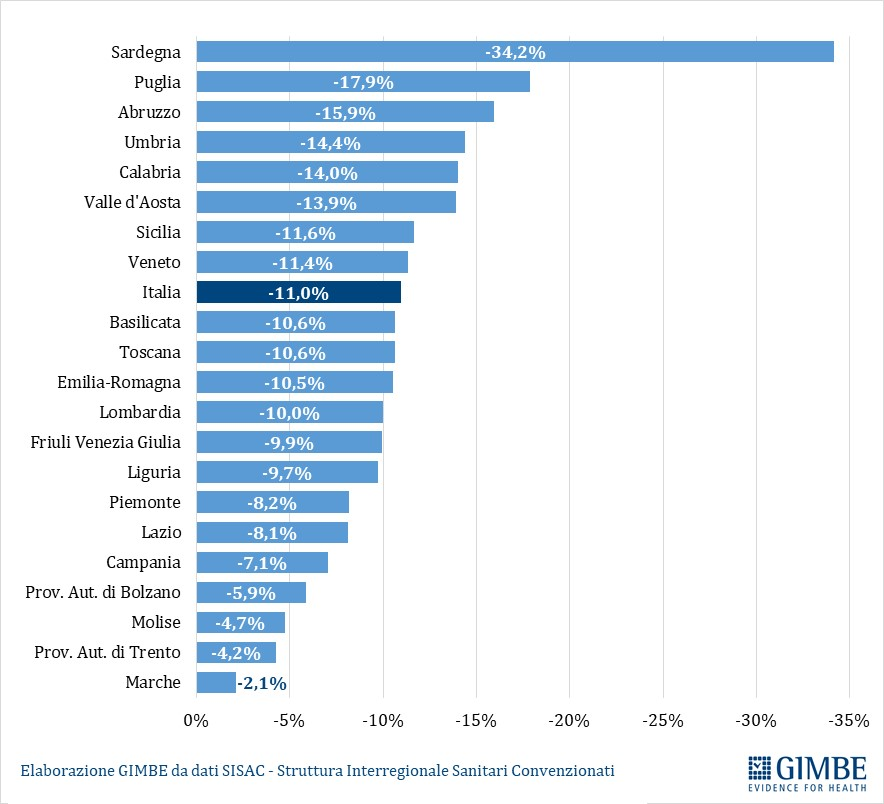 Sardegna -34,2%
Puglia -17,9%
Abruzzo -15,9%
Umbria -14,4%
Calabria -14,0%
Valle d'Aosta -13,9%
Sicilia -11,6%
Veneto -11,4%
Italia -11,0%
Basilicata -10,6%
Toscana -10,6%
Emilia-Romagna -10,5%
Lombardia -10,0%
Friuli Venezia Giulia -9,9%
Liguria -9,7%
Piemonte -8,2%
Lazio -8,1%
Campania -7,1%
Prov. Aut. di Bolzano -5,9%
Molise -4,7%
Prov. Aut. di Trento -4,2%
Marche -2,1%
0% -5% -10% -15% -20% -25% -30% -35%
Elaborazione GIMBE da dati SISAC - Struttura Interregionale Sanitari Convenzionati
GIMBE
EVIDENCE FOR HEALTH